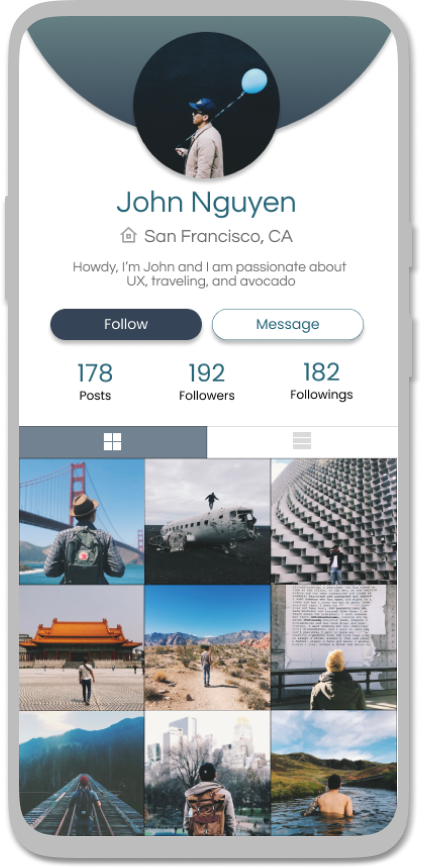 John Nguyen
San Francisco, CA
Howdy, I'm John and I am passionate about
UX, traveling, and avocado
Follow
Message
178
192
182
Posts
Followers
Followings